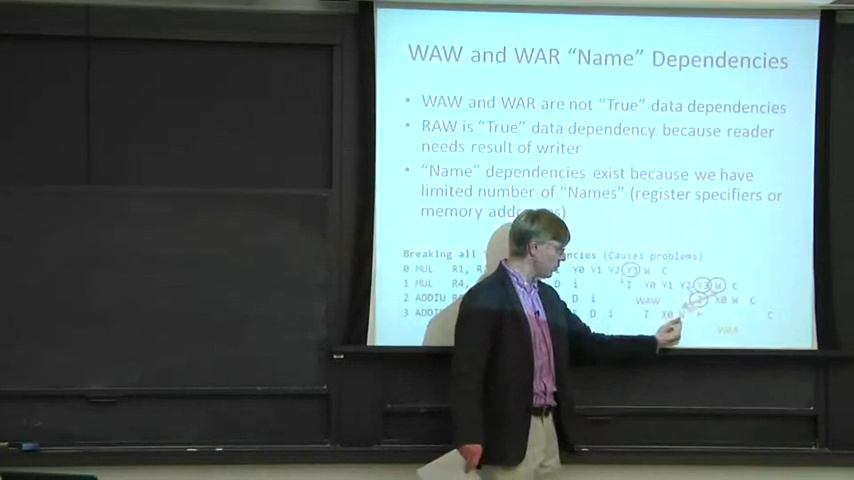 WAW and WAR “Name” Dependencies
• WAW and WAR are not “True” data dependencies
• RAW is “True” data dependency because reader
needs result of writer
• “Name” dependencies exist because we have
limited number of “Names” (register specifiers or
memory
Breaking all (Causes problems)
0 MUL R1, Y0 Y1 Y2 Y3 W C
1 MUL R4, D i I Y0 Y1 Y2 Y3 W C
2 ADDIU D i WAW I X0 W C
3 ADDIU D i I X0 C
WAR